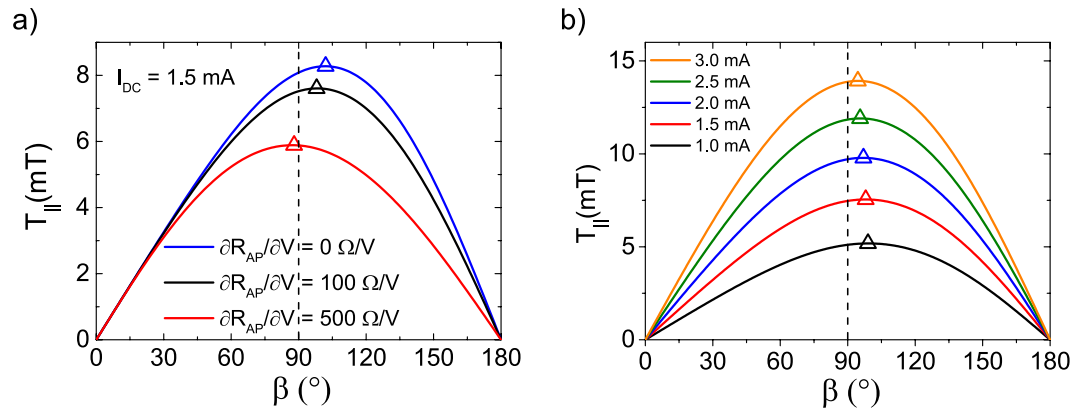 a)
I_DC = 1.5 mA
T_||(mT)
8
6
4
2
0
∂R_AP/∂V = 0 Ω/V
∂R_AP/∂V = 100 Ω/V
∂R_AP/∂V = 500 Ω/V
0 30 60 90 120 150 180
β (°)
b)
T_||(mT)
15
10
5
0
3.0 mA
2.5 mA
2.0 mA
1.5 mA
1.0 mA
0 30 60 90 120 150 180
β (°)